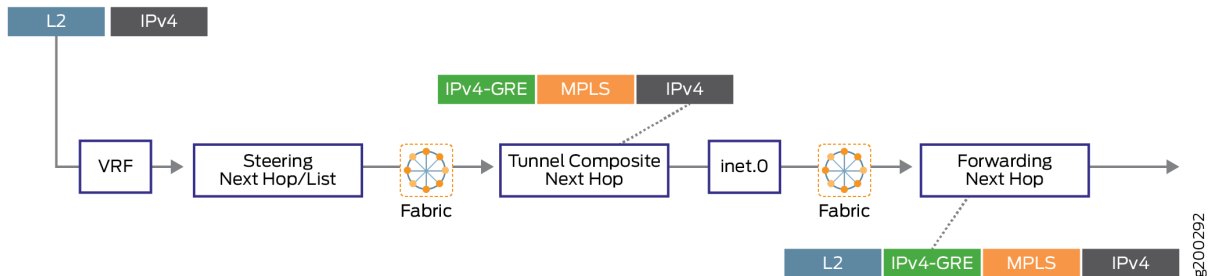 L2 IPv4
IPv4-GRE MPLS IPv4
VRF
Steering
Next Hop/List
Fabric
Tunnel Composite
Next Hop
inet.0
Fabric
Forwarding
Next Hop
L2 IPv4-GRE MPLS IPv4
g200292